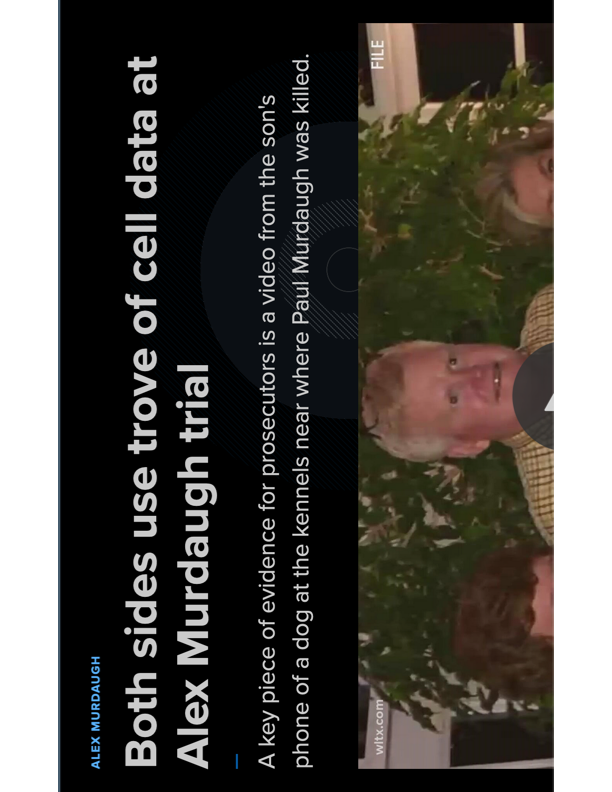 ALEX MURDAUGH
Both sides use trove of cell data at
Alex Murdaugh trial
A key piece of evidence for prosecutors is a video from the son's
phone of a dog at the kennels near where Paul Murdaugh was killed.
FILE
wltx.com